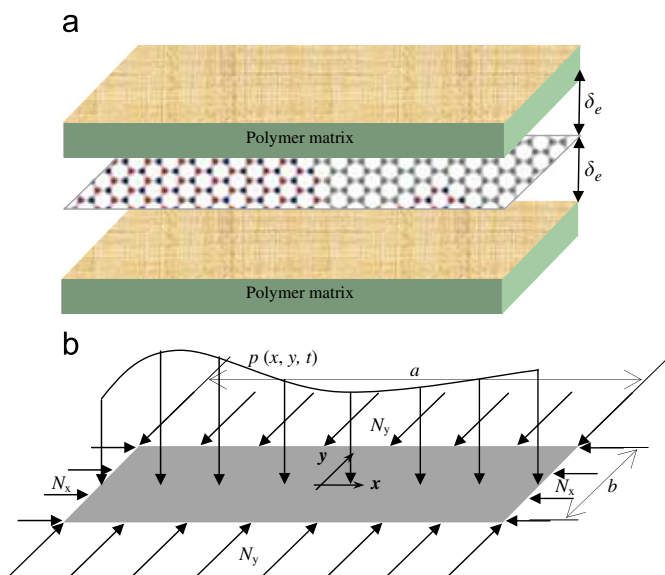 a
δe
Polymer matrix
δe
Polymer matrix
b
p (x, y, t)
a
Ny
y
Nx
x
Nx
b
Ny